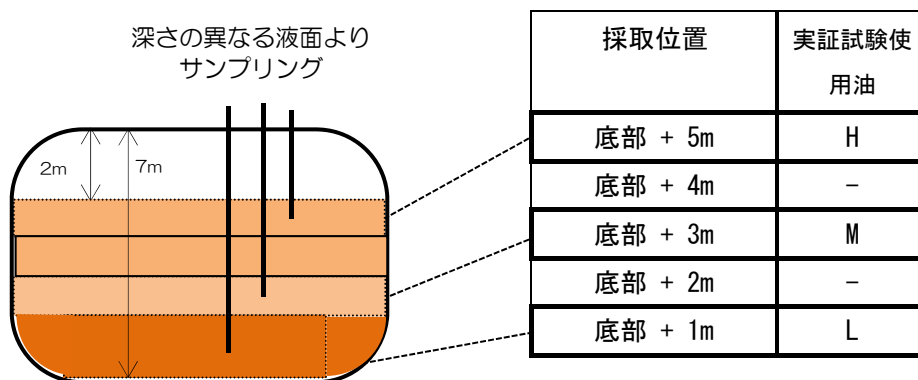 深さの異なる液面より
サンプリング
2m
7m
採取位置
実証試験使
用油
底部 + 5m
H
底部 + 4m
-
底部 + 3m
M
底部 + 2m
-
底部 + 1m
L